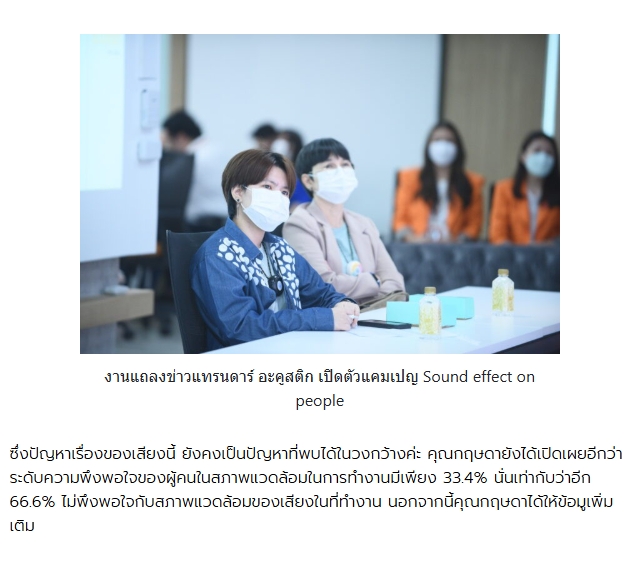 งานแถลงข่าวแทรนดาร์ อะคูสติก เปิดตัวแคมเปญ Sound effect on
people
ซึ่งปัญหาเรื่องของเสียงนี้ ยังคงเป็นปัญหาที่พบได้ในวงกว้างค่ะ คุณกฤษดายังได้เปิดเผยอีกว่า
ระดับความพึงพอใจของผู้คนในสภาพแวดล้อมในการทำงานมีเพียง 33.4% นั่นเท่ากับว่าอีก
66.6% ไม่พึงพอใจกับสภาพแวดล้อมของเสียงในที่ทำงาน นอกจากนี้คุณกฤษดาได้ให้ข้อมูเพิ่ม
เติม